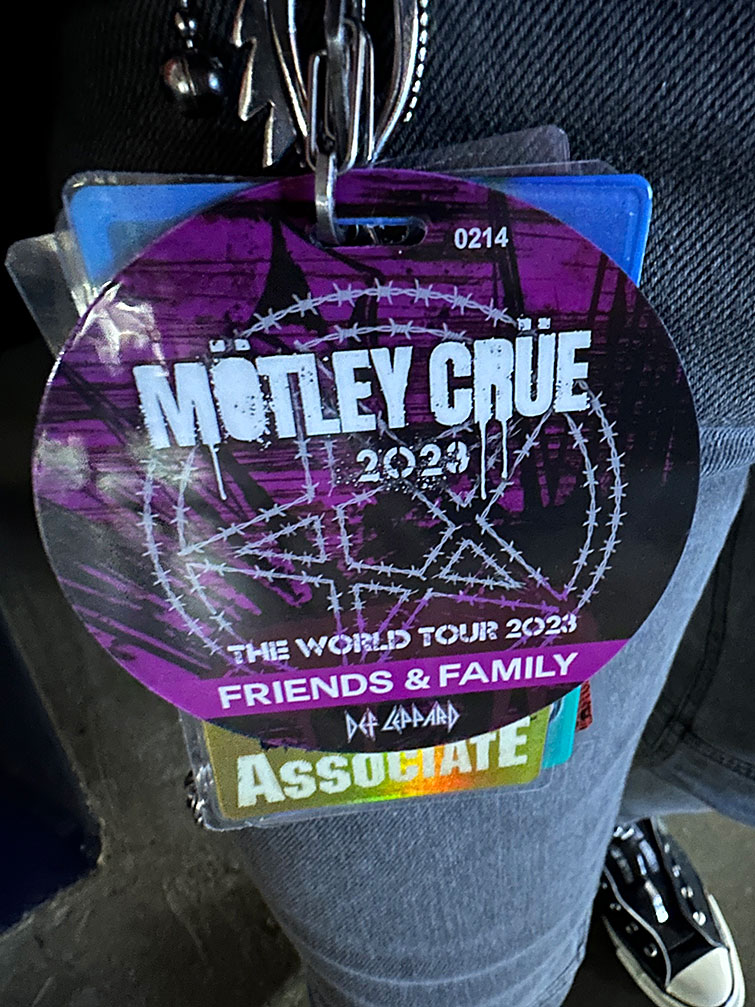 0214
MÖTLEY CRÜE
2023
THE WORLD TOUR 2023
FRIENDS & FAMILY
DEF LEPPARD
ASSOCIATE